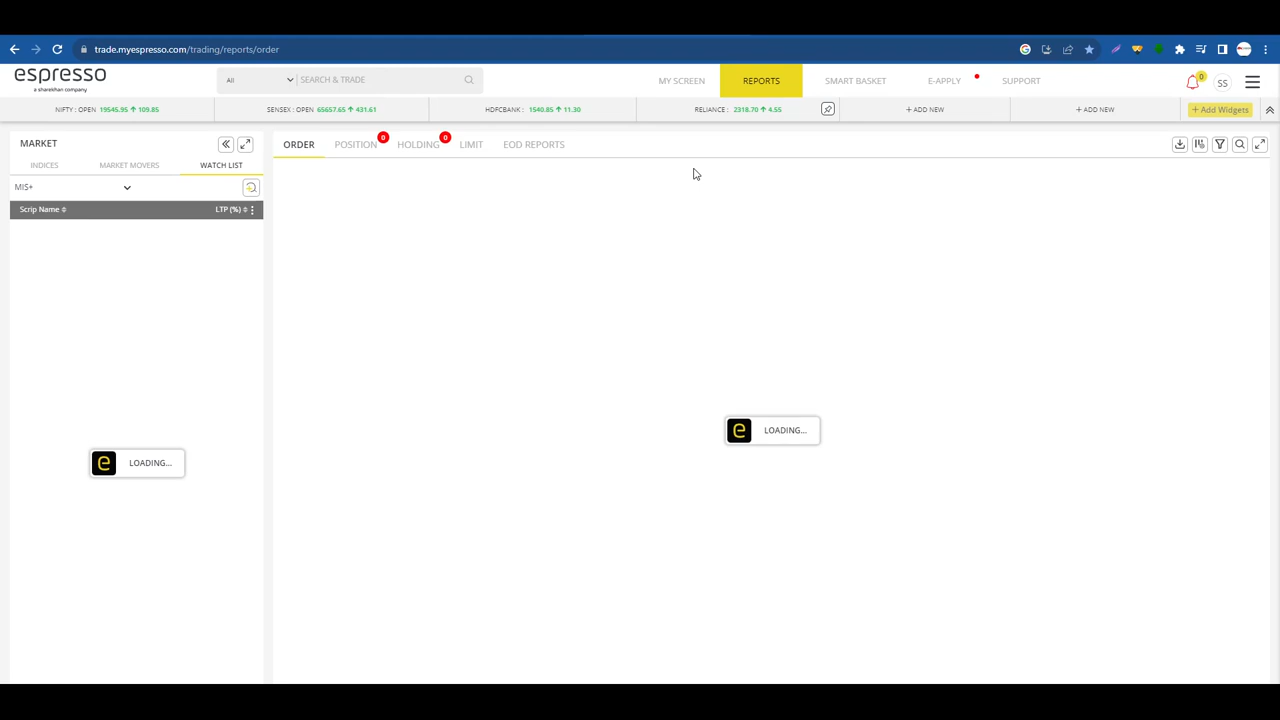 trade.myespresso.com/trading/reports/order
espresso
a sharekhan company
All
SEARCH & TRADE
MY SCREEN
REPORTS
SMART BASKET
E-APPLY
SUPPORT
0
SS
NIFTY : OPEN 19545.95 ↑ 109.85
SENSEX : OPEN 65657.65 ↑ 431.61
HDFCBANK : 1540.85 ↑ 11.30
RELIANCE : 2318.70 ↑ 4.55
+ ADD NEW
+ ADD NEW
+ Add Widgets
MARKET
INDICES
MARKET MOVERS
WATCH LIST
MIS+
Scrip Name
LTP (%)
e LOADING...
ORDER
POSITION 0
HOLDING 0
LIMIT
EOD REPORTS
e LOADING...